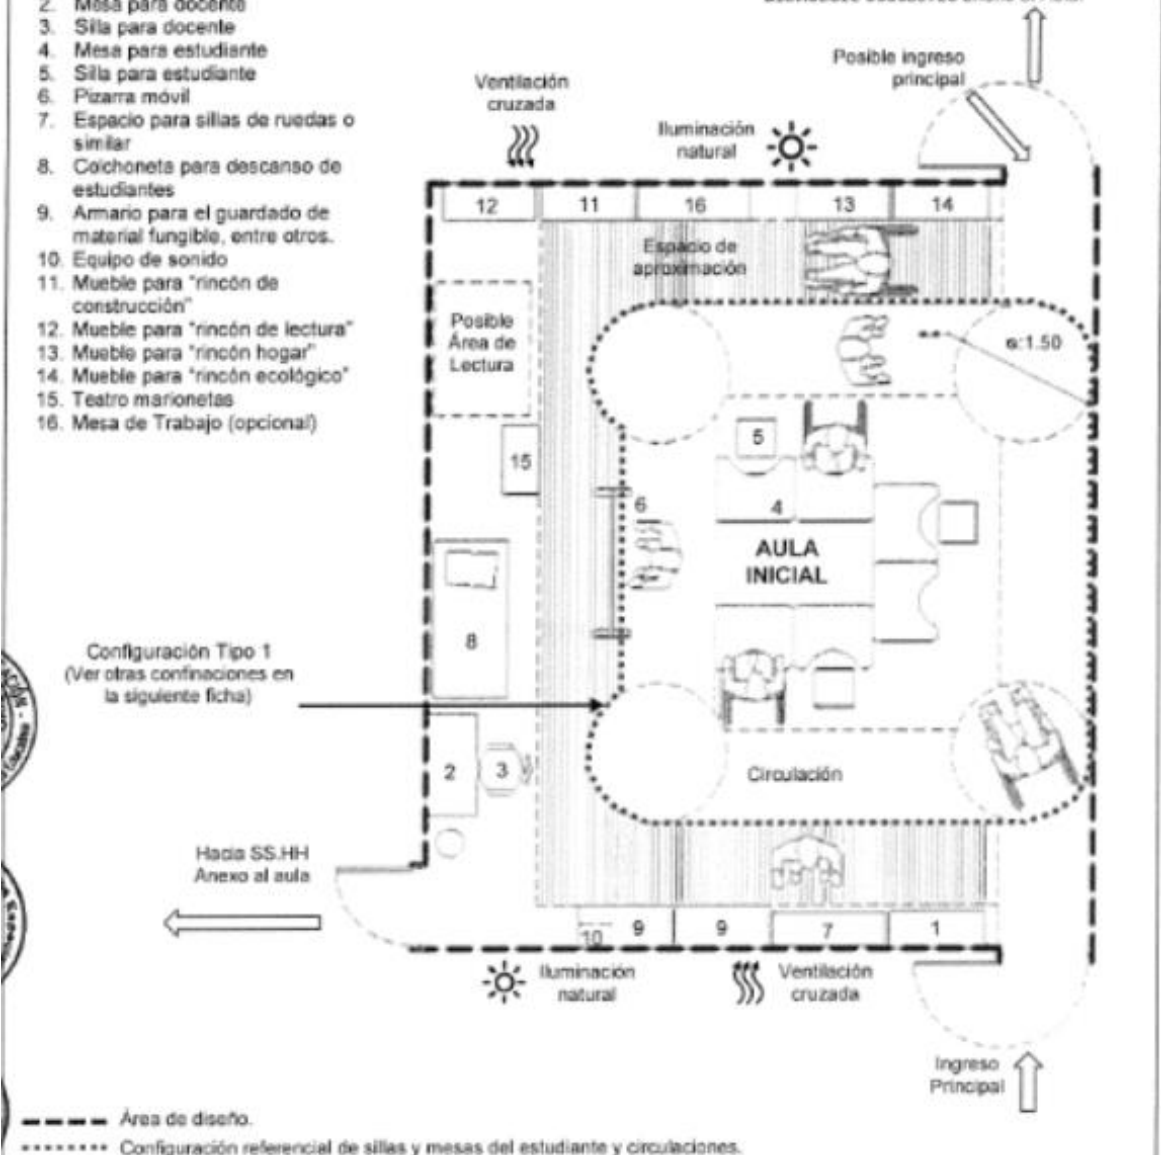 2. Mesa para docente
3. Silla para docente
4. Mesa para estudiante
5. Silla para estudiante
6. Pizarra móvil
7. Espacio para sillas de ruedas o
similar
8. Colchoneta para descanso de
estudiantes
9. Armario para el guardado de
material fungible, entre otros.
10. Equipo de sonido
11. Mueble para "rincón de
construcción"
12. Mueble para "rincón de lectura"
13. Mueble para "rincón hogar"
14. Mueble para "rincón ecológico"
15. Teatro marionetas
16. Mesa de Trabajo (opcional)
Posible ingreso
principal
Ventilación
cruzada
Iluminación
natural
12
11
16
13
14
Espacio de
aproximación
Posible
Área de
Lectura
ø:1.50
5
15
6
4
AULA
INICIAL
8
Configuración Tipo 1
(Ver otras confinaciones en
la siguiente ficha)
2
3
Circulación
Hacia SS.HH
Anexo al aula
10
9
9
7
1
Iluminación
natural
Ventilación
cruzada
Ingreso
Principal
Área de diseño.
Configuración referencial de sillas y mesas del estudiante y circulaciones.